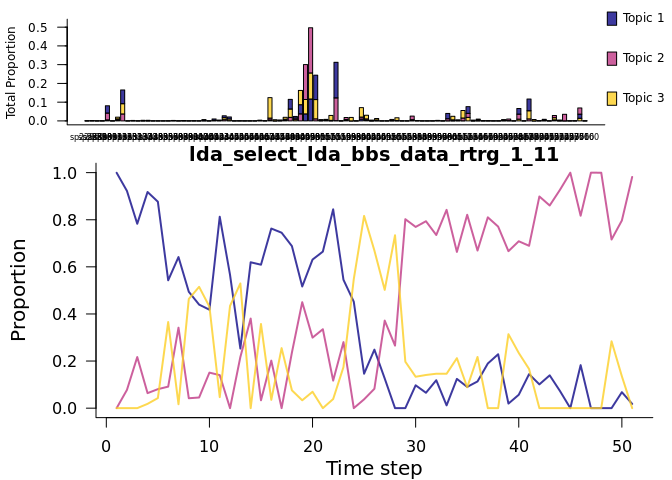 Total Proportion
0.5
0.4
0.3
0.2
0.1
0.0
Topic 1
Topic 2
Topic 3
lda_select_lda_bbs_data_rtrg_1_11
Proportion
1.0
0.8
0.6
0.4
0.2
0.0
0 10 20 30 40 50
Time step